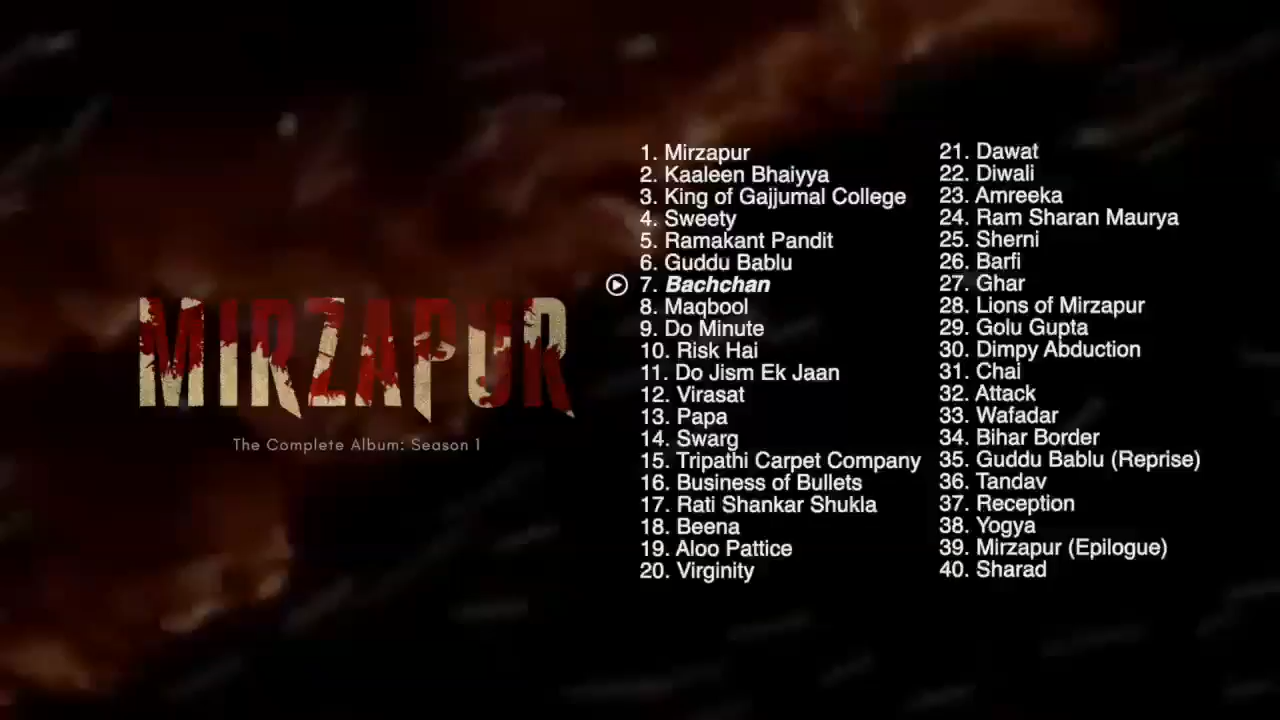 MIRZAPUR
The Complete Album: Season 1
1. Mirzapur
2. Kaaleen Bhaiyya
3. King of Gajjumal College
4. Sweety
5. Ramakant Pandit
6. Guddu Bablu
7. Bachchan
8. Maqbool
9. Do Minute
10. Risk Hai
11. Do Jism Ek Jaan
12. Virasat
13. Papa
14. Swarg
15. Tripathi Carpet Company
16. Business of Bullets
17. Rati Shankar Shukla
18. Beena
19. Aloo Pattice
20. Virginity
21. Dawat
22. Diwali
23. Amreeka
24. Ram Sharan Maurya
25. Sherni
26. Barfi
27. Ghar
28. Lions of Mirzapur
29. Golu Gupta
30. Dimpy Abduction
31. Chai
32. Attack
33. Wafadar
34. Bihar Border
35. Guddu Bablu (Reprise)
36. Tandav
37. Reception
38. Yogya
39. Mirzapur (Epilogue)
40. Sharad